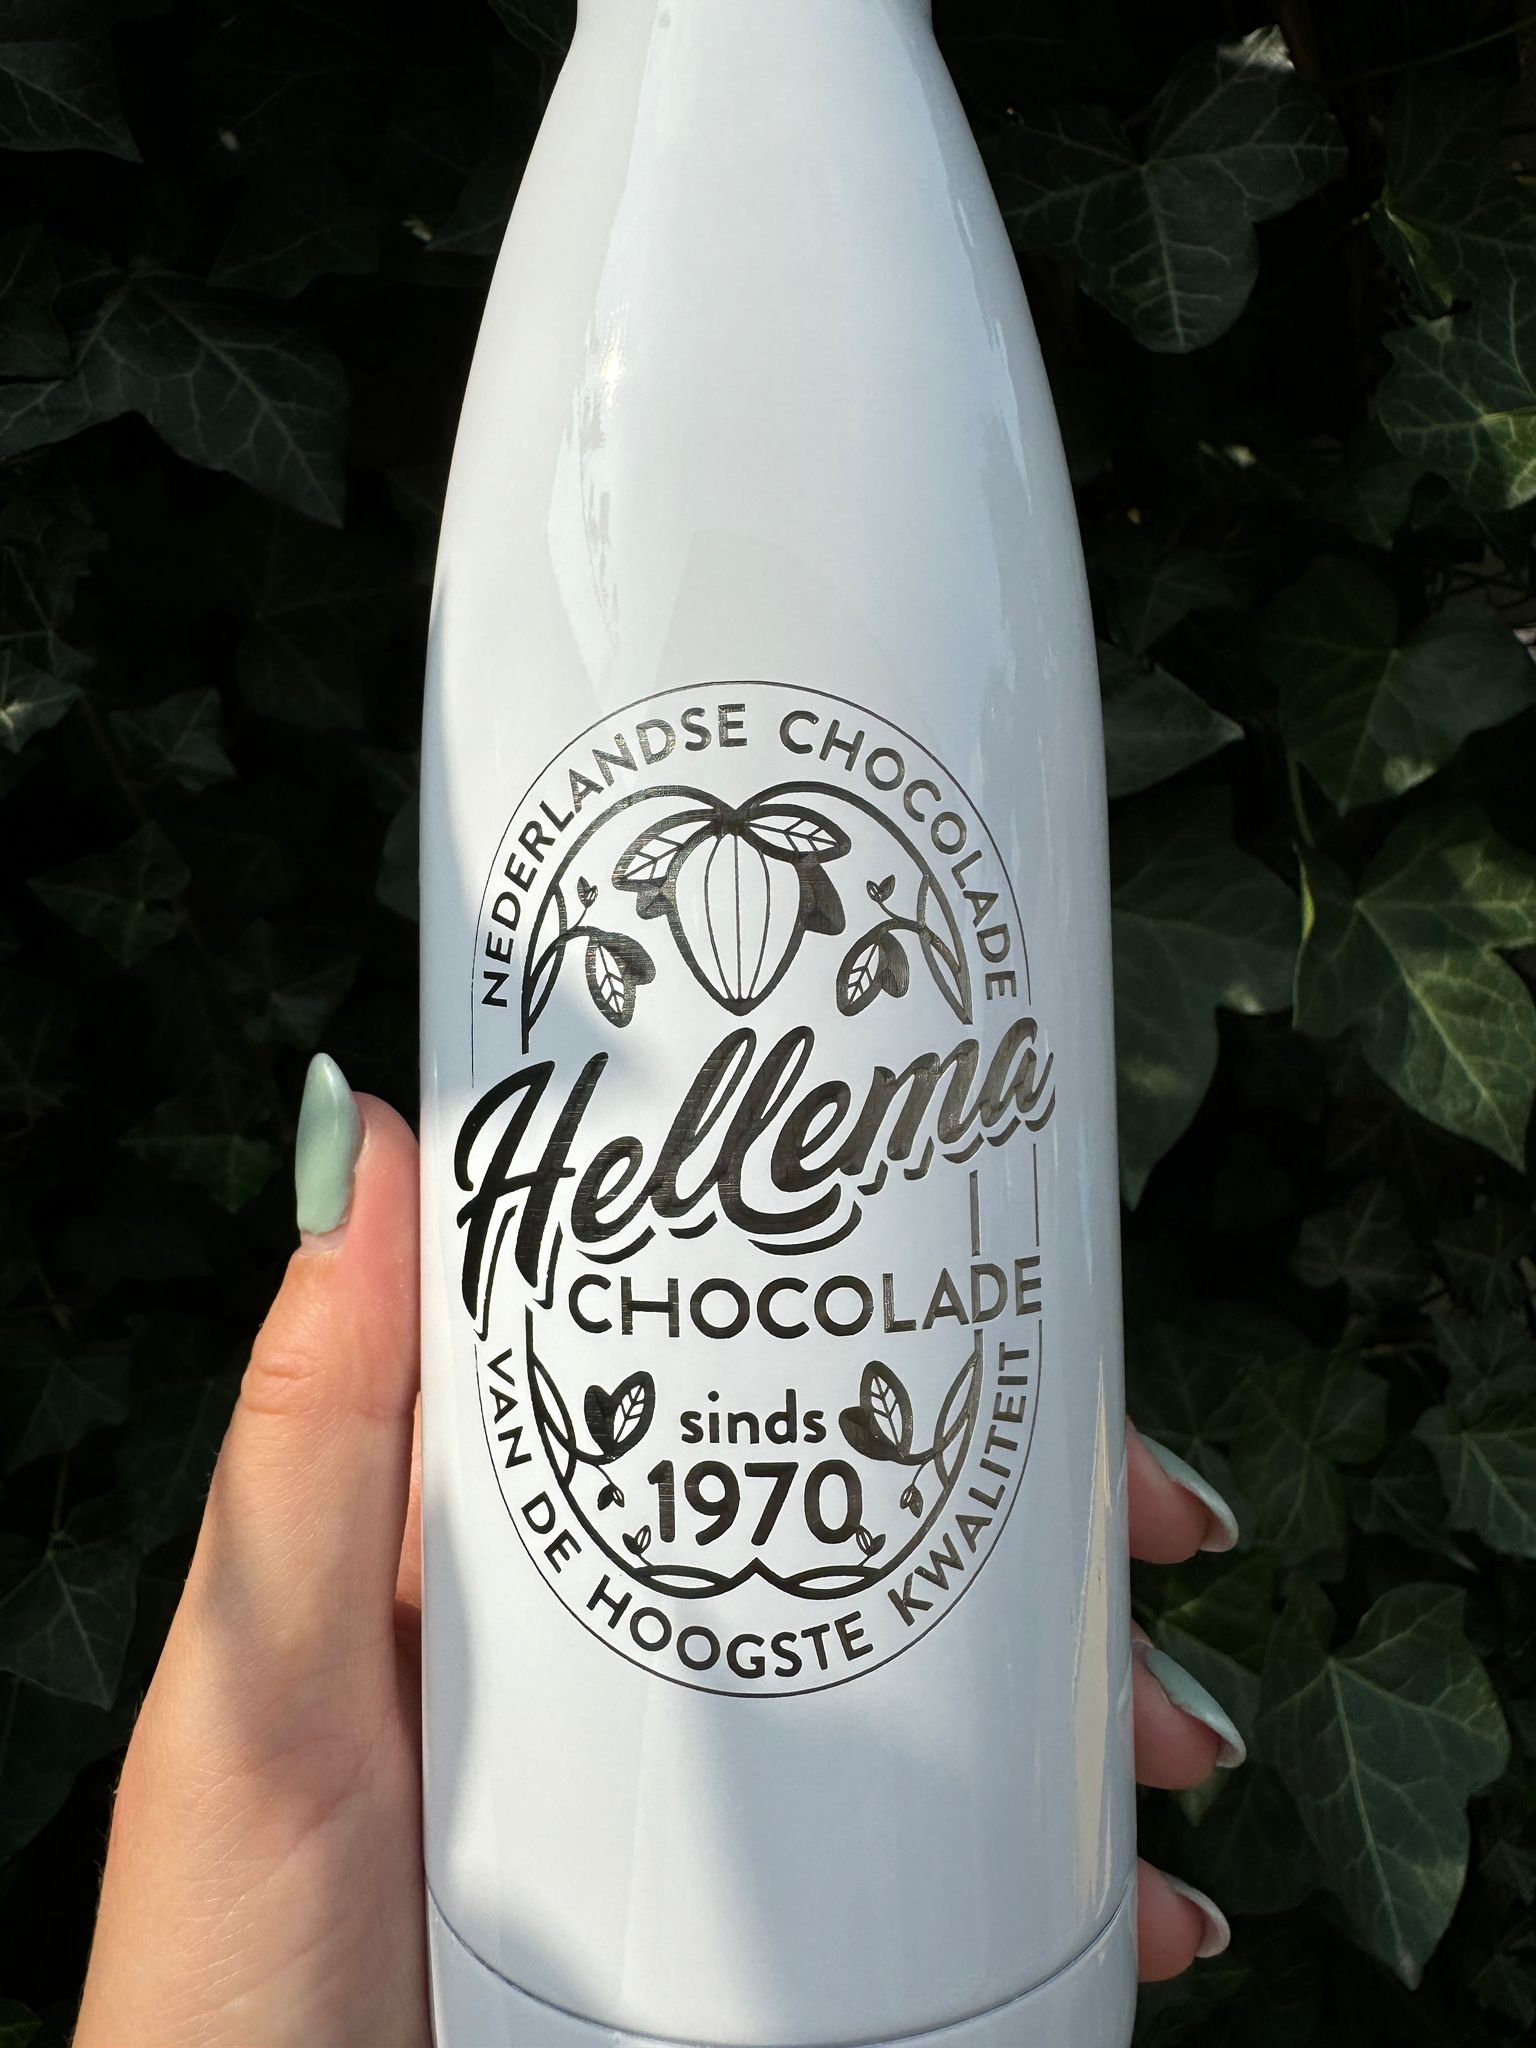 NEDERLANDSE CHOCOLADE
Hellema
CHOCOLADE
sinds
1970
VAN DE HOOGSTE KWALITEIT